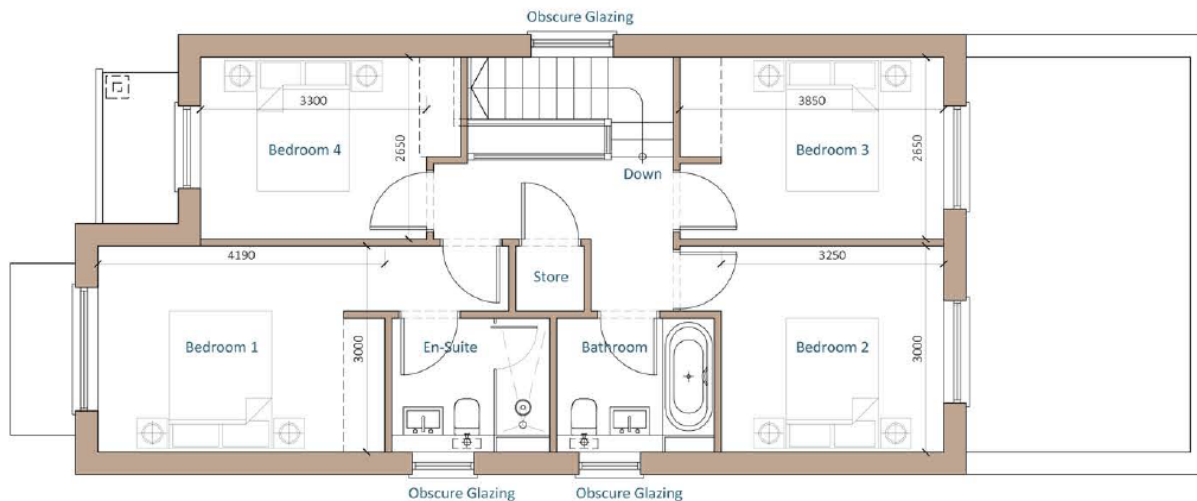 Obscure Glazing
3300
3850
Bedroom 4
2650
Bedroom 3
2650
Down
4190
Store
3250
Bedroom 1
3000
En-Suite
Bathroom
Bedroom 2
3000
Obscure Glazing
Obscure Glazing